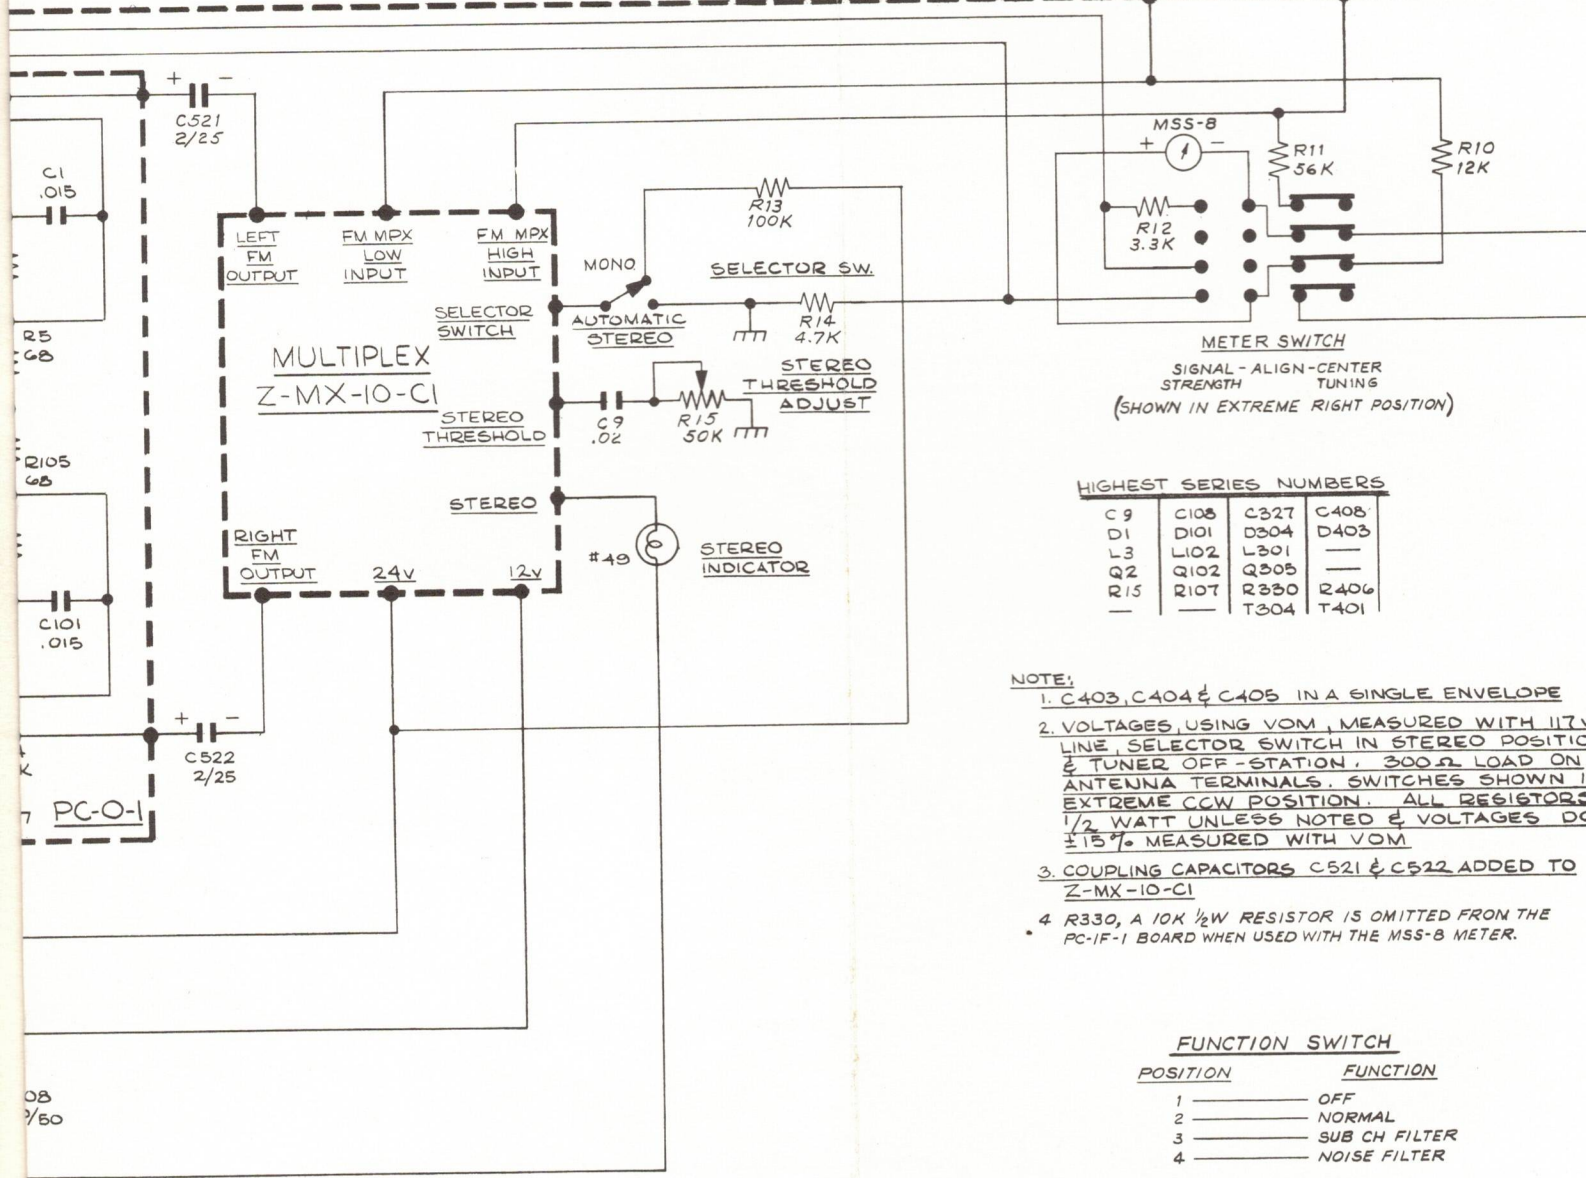 + -
C521
2/25
C1
.015
R5
68
R105
68
C101
.015
+ -
C522
2/25
K
7
PC-O-1
08
/50
LEFT
FM
OUTPUT
FM MPX
LOW
INPUT
FM MPX
HIGH
INPUT
SELECTOR
SWITCH
MULTIPLEX
Z-MX-10-C1
STEREO
THRESHOLD
STEREO
RIGHT
FM
OUTPUT
24V
12V
MONO
AUTOMATIC
STEREO
R13
100K
SELECTOR SW.
R14
4.7K
C9
.02
R15
50K
STEREO
THRESHOLD
ADJUST
#49
STEREO
INDICATOR
MSS-8
+ -
R11
56K
R10
12K
R12
3.3K
METER SWITCH
SIGNAL-ALIGN-CENTER
STRENGTH TUNING
(SHOWN IN EXTREME RIGHT POSITION)
HIGHEST SERIES NUMBERS
C9 C108 C327 C408
D1 D101 D304 D403
L3 L102 L301 —
Q2 Q102 Q305 —
R15 R107 R330 R406
— — T304 T401
NOTE:
1. C403, C404 & C405 IN A SINGLE ENVELOPE
2. VOLTAGES, USING VOM, MEASURED WITH 117V
LINE, SELECTOR SWITCH IN STEREO POSITIO
& TUNER OFF-STATION. 300Ω LOAD ON
ANTENNA TERMINALS. SWITCHES SHOWN I
EXTREME CCW POSITION. ALL RESISTORS
1/2 WATT UNLESS NOTED & VOLTAGES DC
±15% MEASURED WITH VOM
3. COUPLING CAPACITORS C521 & C522 ADDED TO
Z-MX-10-C1
4 R330, A 10K ½W RESISTOR IS OMITTED FROM THE
PC-IF-1 BOARD WHEN USED WITH THE MSS-8 METER.
FUNCTION SWITCH
POSITION FUNCTION
1 — OFF
2 — NORMAL
3 — SUB CH FILTER
4 — NOISE FILTER